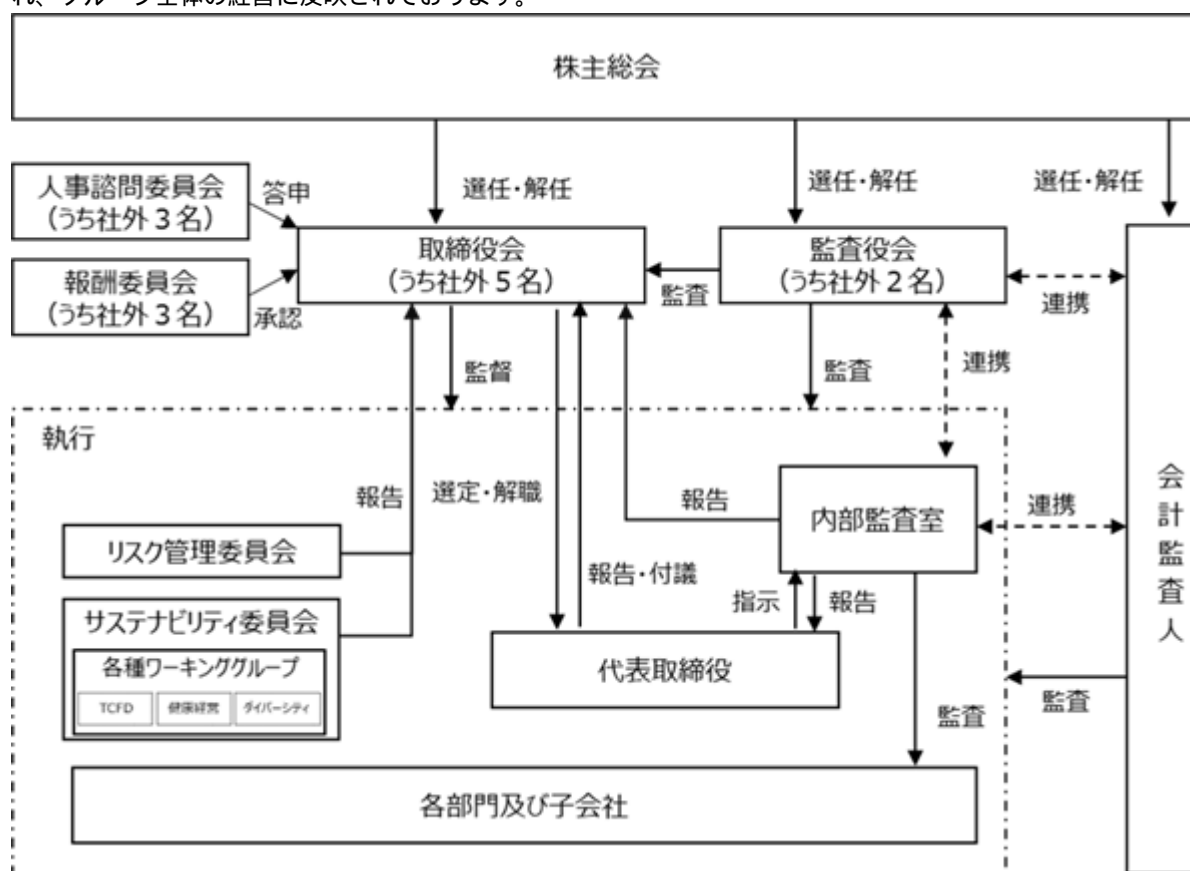 れ、グループ全体の経営に反映されております。
株主総会
選任・解任
選任・解任
選任・解任
人事諮問委員会
(うち社外3名)
答申
報酬委員会
(うち社外3名)
承認
取締役会
(うち社外5名)
監査
監査役会
(うち社外2名)
連携
監督
監査
連携
執行
報告
選定・解職
報告・付議
報告
内部監査室
連携
会計監査人
リスク管理委員会
サステナビリティ委員会
各種ワーキンググループ
TCFD
健康経営
ダイバーシティ
指示
報告
代表取締役
監査
監査
各部門及び子会社